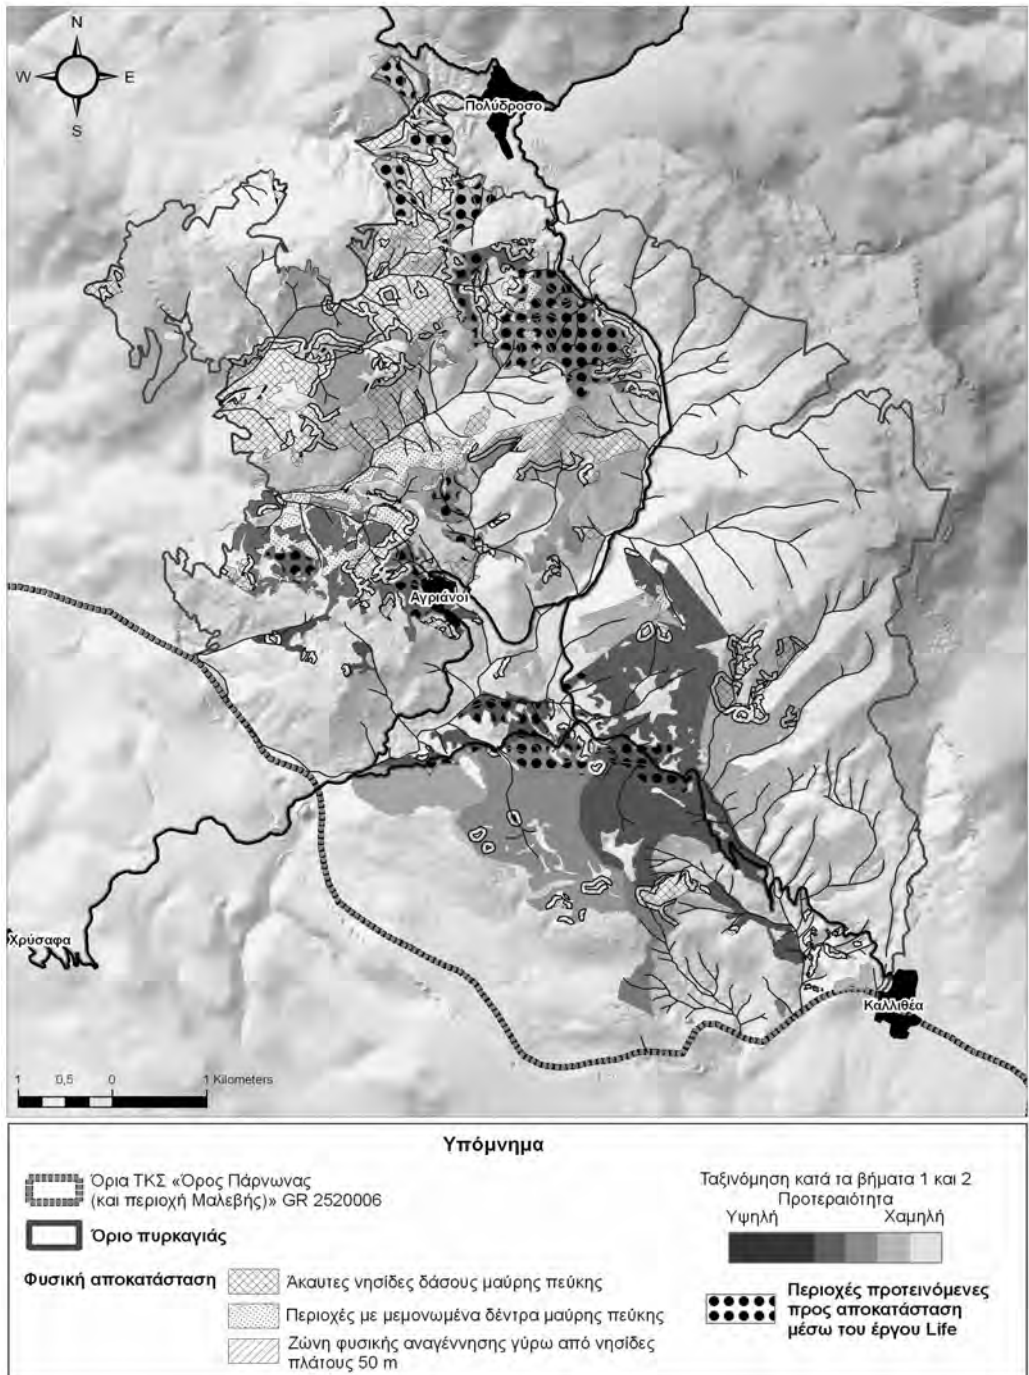 N
W
E
S
Πολύδροσο
Αγριάνοι
Χρύσαφα
Καλλιθέα
1 0,5 0 1 Kilometers
Υπόμνημα
Όρια ΤΚΣ «Όρος Πάρνωνας
(και περιοχή Μαλεβής)» GR 2520006
Όριο πυρκαγιάς
Φυσική αποκατάσταση
Άκαυτες νησίδες δάσους μαύρης πεύκης
Περιοχές με μεμονωμένα δέντρα μαύρης πεύκης
Ζώνη φυσικής αναγέννησης γύρω από νησίδες
πλάτους 50 m
Ταξινόμηση κατά τα βήματα 1 και 2
Προτεραιότητα
Υψηλή Χαμηλή
Περιοχές προτεινόμενες
προς αποκατάσταση
μέσω του έργου Life